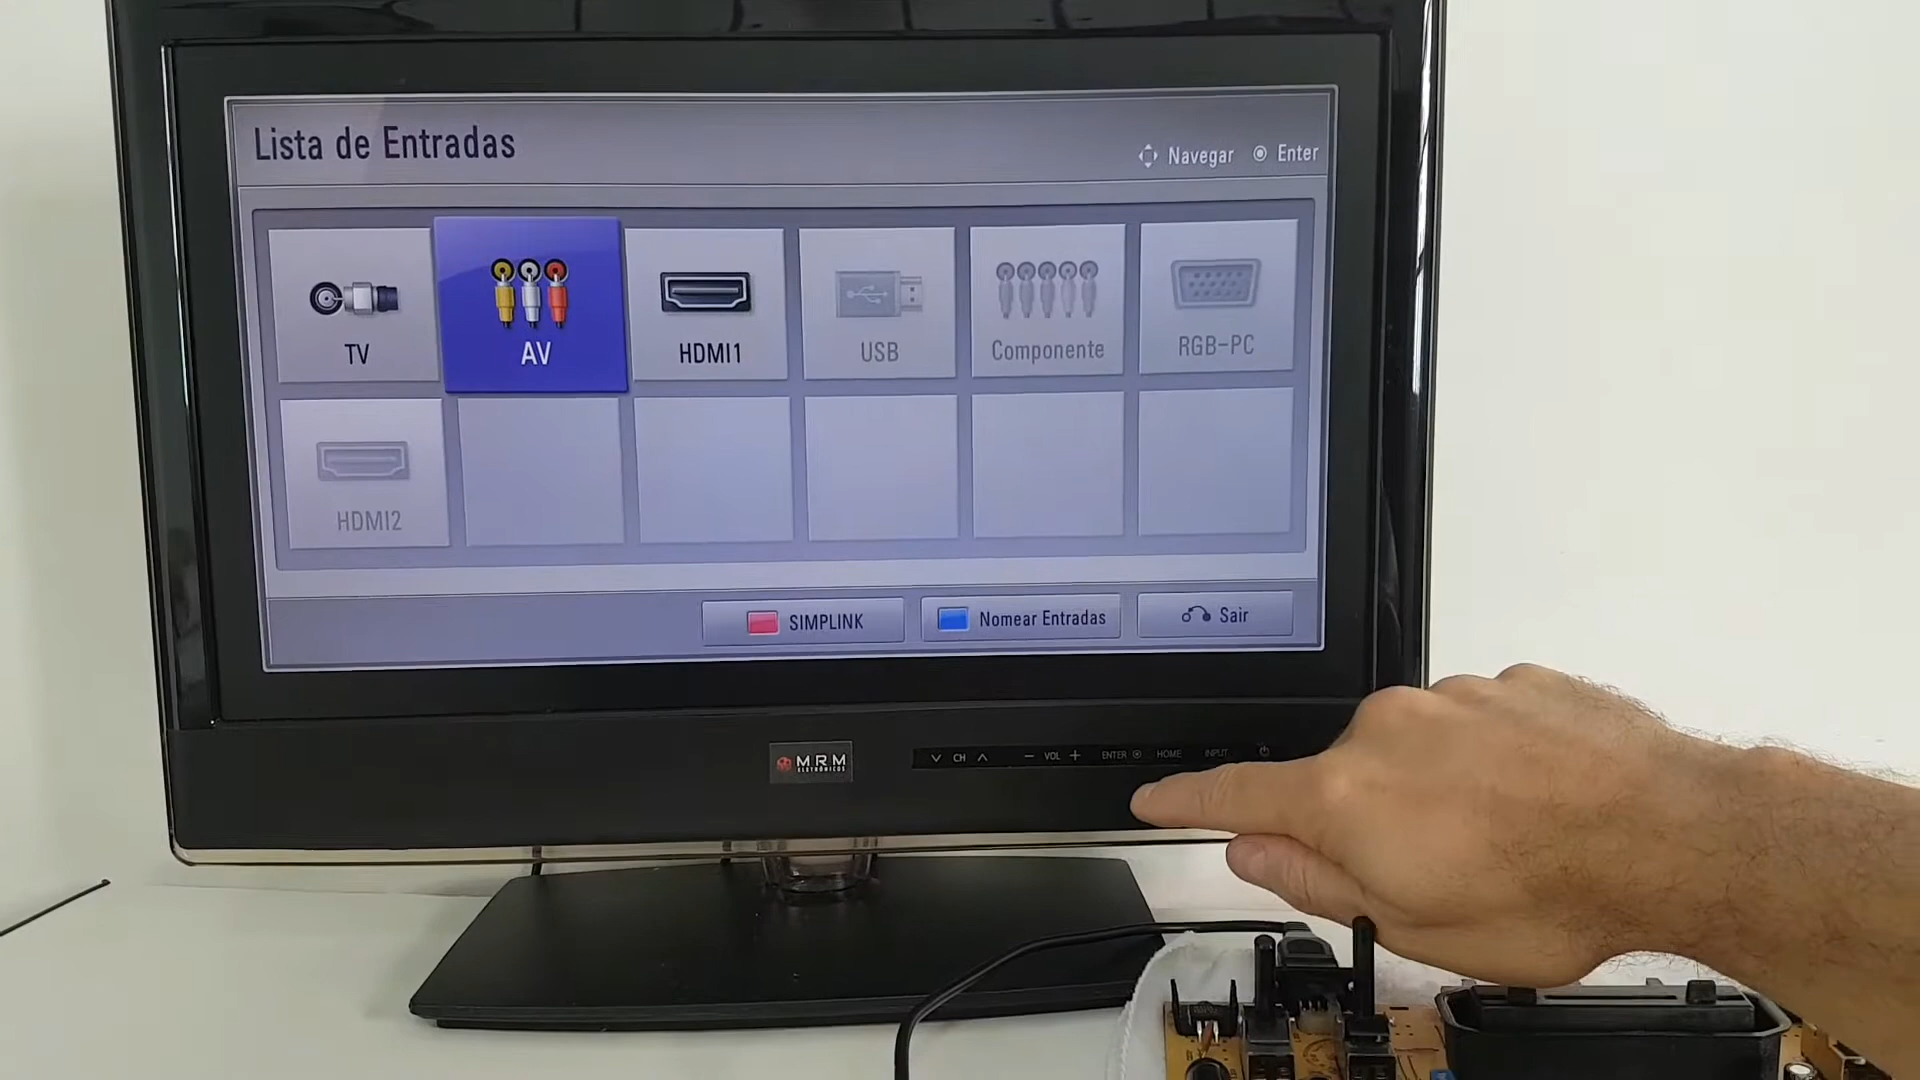 Lista de Entradas
Navegar Enter
TV AV HDMI1 USB Componente RGB-PC
HDMI2
SIMPLINK Nomear Entradas Sair
MRM
ELETRÔNICOS
CH - VOL + ENTER HOME INPUT